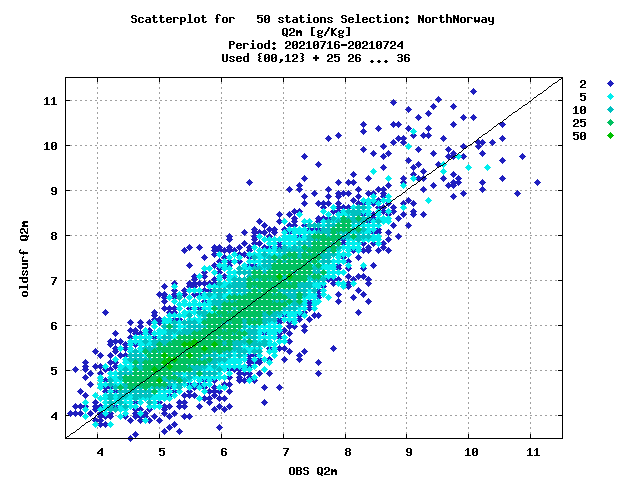 Scatterplot for   50 stations Selection: NorthNorway
Q2m [g/Kg]
Period: 20210716-20210724
Used {00,12} + 25 26 ... 36
2
5
10
25
50
11
10
9
8
7
6
5
4
oldsurf Q2m
4 5 6 7 8 9 10 11
OBS Q2m